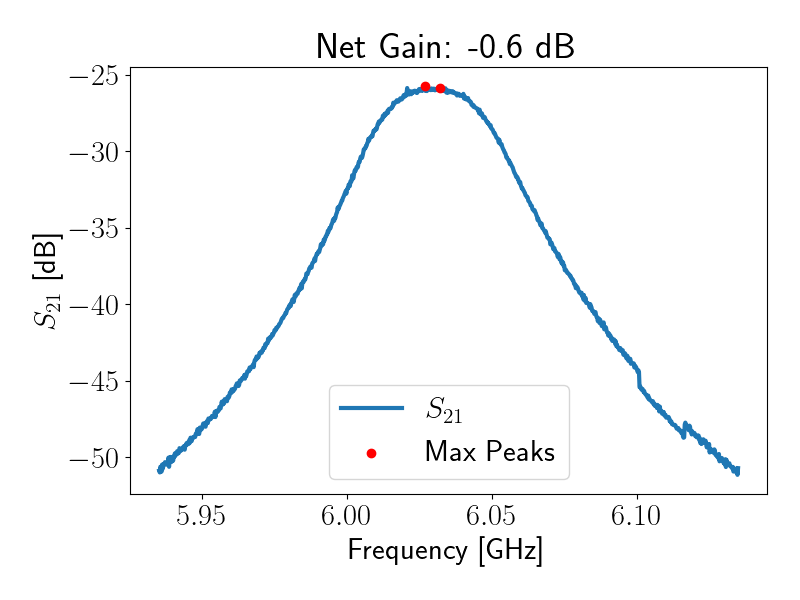 Net Gain: -0.6 dB
−25
−30
−35
−40
−45
−50
S21 [dB]
S21
Max Peaks
5.95
6.00
6.05
6.10
Frequency [GHz]